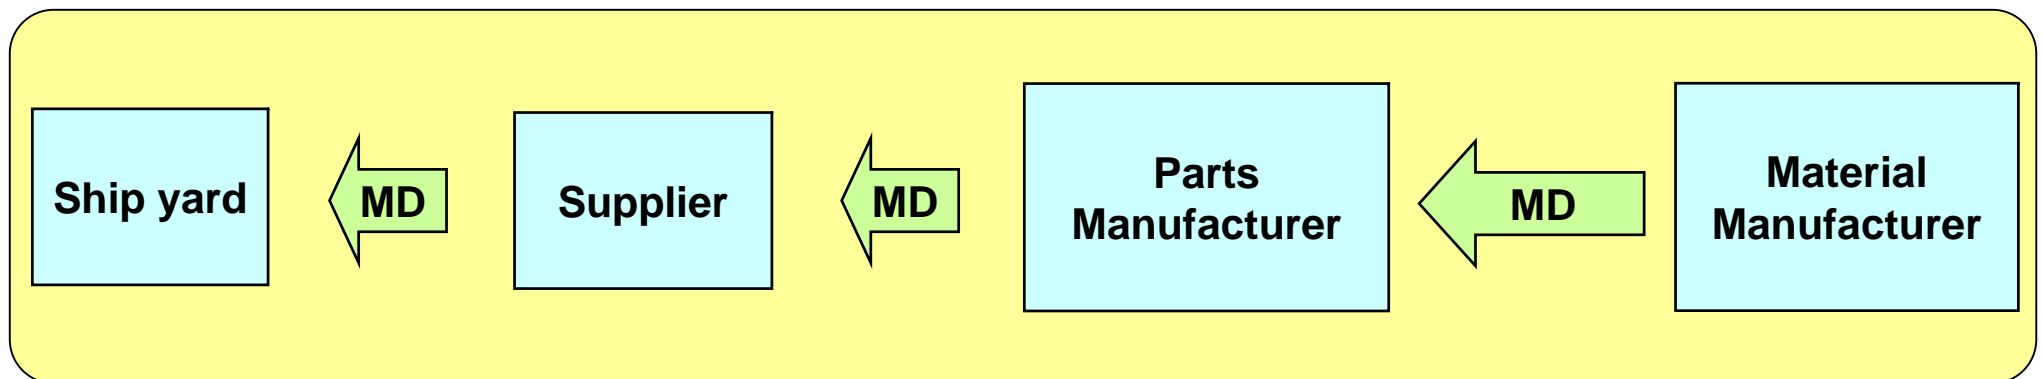 Ship yard
MD
Supplier
MD
Parts
Manufacturer
MD
Material
Manufacturer